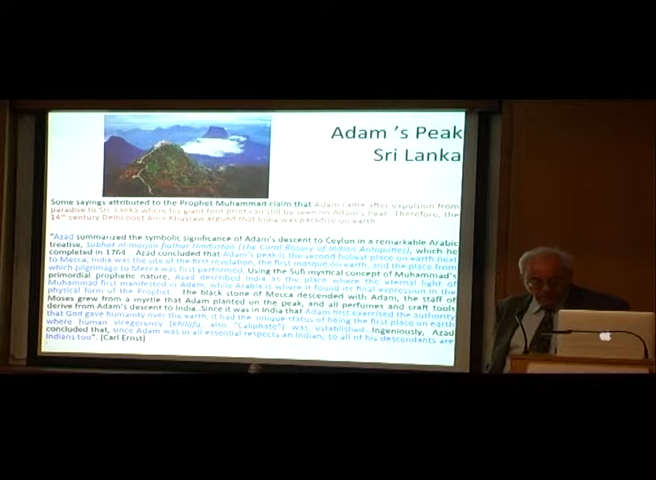 Adam 's Peak
Sri Lanka
Some sayings attributed to the Prophet Muhammad claim that Adam came after expulsion from
paradise to Sri Lanka where his giant foot print can still be seen on Adam's Peak. Therefore, the
14th century Delhi poet Amir Khusraw argued that India was paradise on earth.
"Azad summarized the symbolic significance of Adam's descent to Ceylon in a remarkable Arabic
treatise, Subhat al-marjan fi athar Hindustan (The Coral Rosary of Indian Antiquities), which he
completed in 1764. Azad concluded that Adam's peak is the second holiest place on earth next
to Mecca, India was the site of the first revelation, the first mosque on earth, and the place from
which pilgrimage to Mecca was first performed. Using the Sufi mystical concept of Muhammad's
primordial prophetic nature, Azad described India as the place where the eternal light of
Muhammad first manifested in Adam, while Arabia is where it found its final expression in the
physical form of the Prophet. The black stone of Mecca descended with Adam, the staff of
Moses grew from a myrtle that Adam planted on the peak, and all perfumes and craft tools
derive from Adam's descent to India..Since it was in India that Adam first exercised the authority
that God gave humanity over the earth, it had the unique status of being the first place on earth
where human viregerency (khilafa, also "Caliphate") was established. Ingeniously, Azad
concluded that, since Adam was in all essential respects an Indian, so all of his descendants are
Indians too". [Carl Ernst]